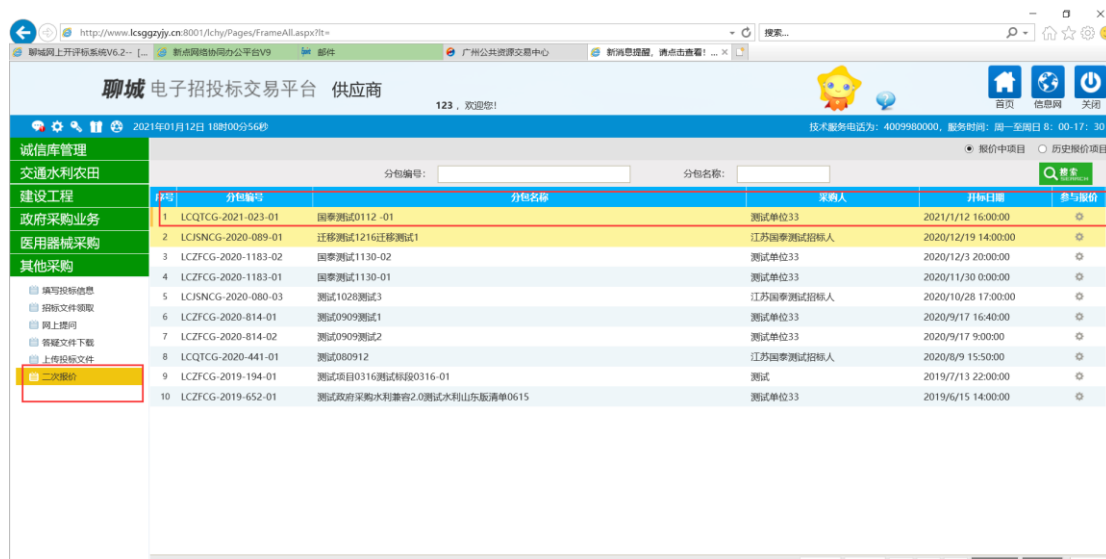 http://www.lcsggzyjy.cn:8001/lchy/Pages/FrameAll.aspx?lt=
搜索...
聊城网上开评标系统V6.2-- [...
新点网络协同办公平台V9
邮件
广州公共资源交易中心
新消息提醒，请点击查看！...
聊城 电子招投标交易平台 供应商
123，欢迎您!
首页 信息网 关闭
2021年01月12日 18时00分56秒
技术服务电话为：4009980000，服务时间：周一至周日 8：00-17：30
报价中项目 历史报价项目
分包编号：
分包名称：
搜索
SEARCH
诚信库管理
交通水利农田
建设工程
政府采购业务
医用器械采购
其他采购
填写投标信息
招标文件领取
网上提问
答疑文件下载
上传投标文件
二次报价
序号 分包编号 分包名称 采购人 开标日期 参与报价
1 LCQTCG-2021-023-01 国泰测试0112 -01 测试单位33 2021/1/12 16:00:00
2 LCJSNCG-2020-089-01 迁移测试1216迁移测试1 江苏国泰测试招标人 2020/12/19 14:00:00
3 LCZFCG-2020-1183-02 国泰测试1130-02 测试单位33 2020/12/3 20:00:00
4 LCZFCG-2020-1183-01 国泰测试1130-01 测试单位33 2020/11/30 0:00:00
5 LCJSNCG-2020-080-03 测试1028测试3 江苏国泰测试招标人 2020/10/28 17:00:00
6 LCZFCG-2020-814-01 测试0909测试1 测试单位33 2020/9/17 16:40:00
7 LCZFCG-2020-814-02 测试0909测试2 测试单位33 2020/9/17 9:00:00
8 LCQTCG-2020-441-01 测试080912 江苏国泰测试招标人 2020/8/9 15:50:00
9 LCZFCG-2019-194-01 测试项目0316测试标段0316-01 测试 2019/7/13 22:00:00
10 LCZFCG-2019-652-01 测试政府采购水利兼容2.0测试水利山东版清单0615 测试单位33 2019/6/15 14:00:00